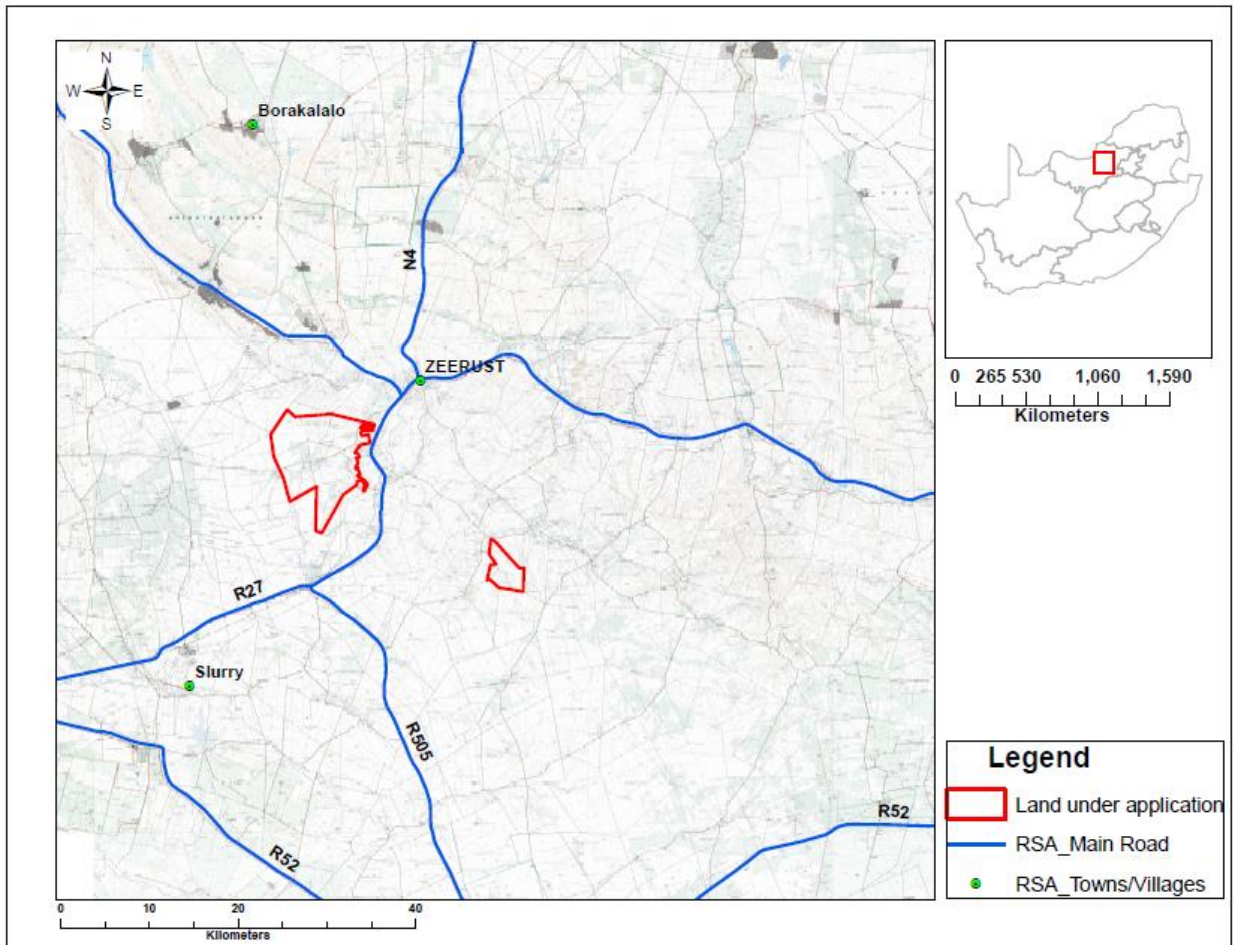 N
W E
S
Borakalalo
N4
ZEERUST
R27
Slurry
R505
R52
R52
0 10 20 40
Kilometers
0 265 530 1,060 1,590
Kilometers
Legend
Land under application
RSA_Main Road
RSA_Towns/Villages